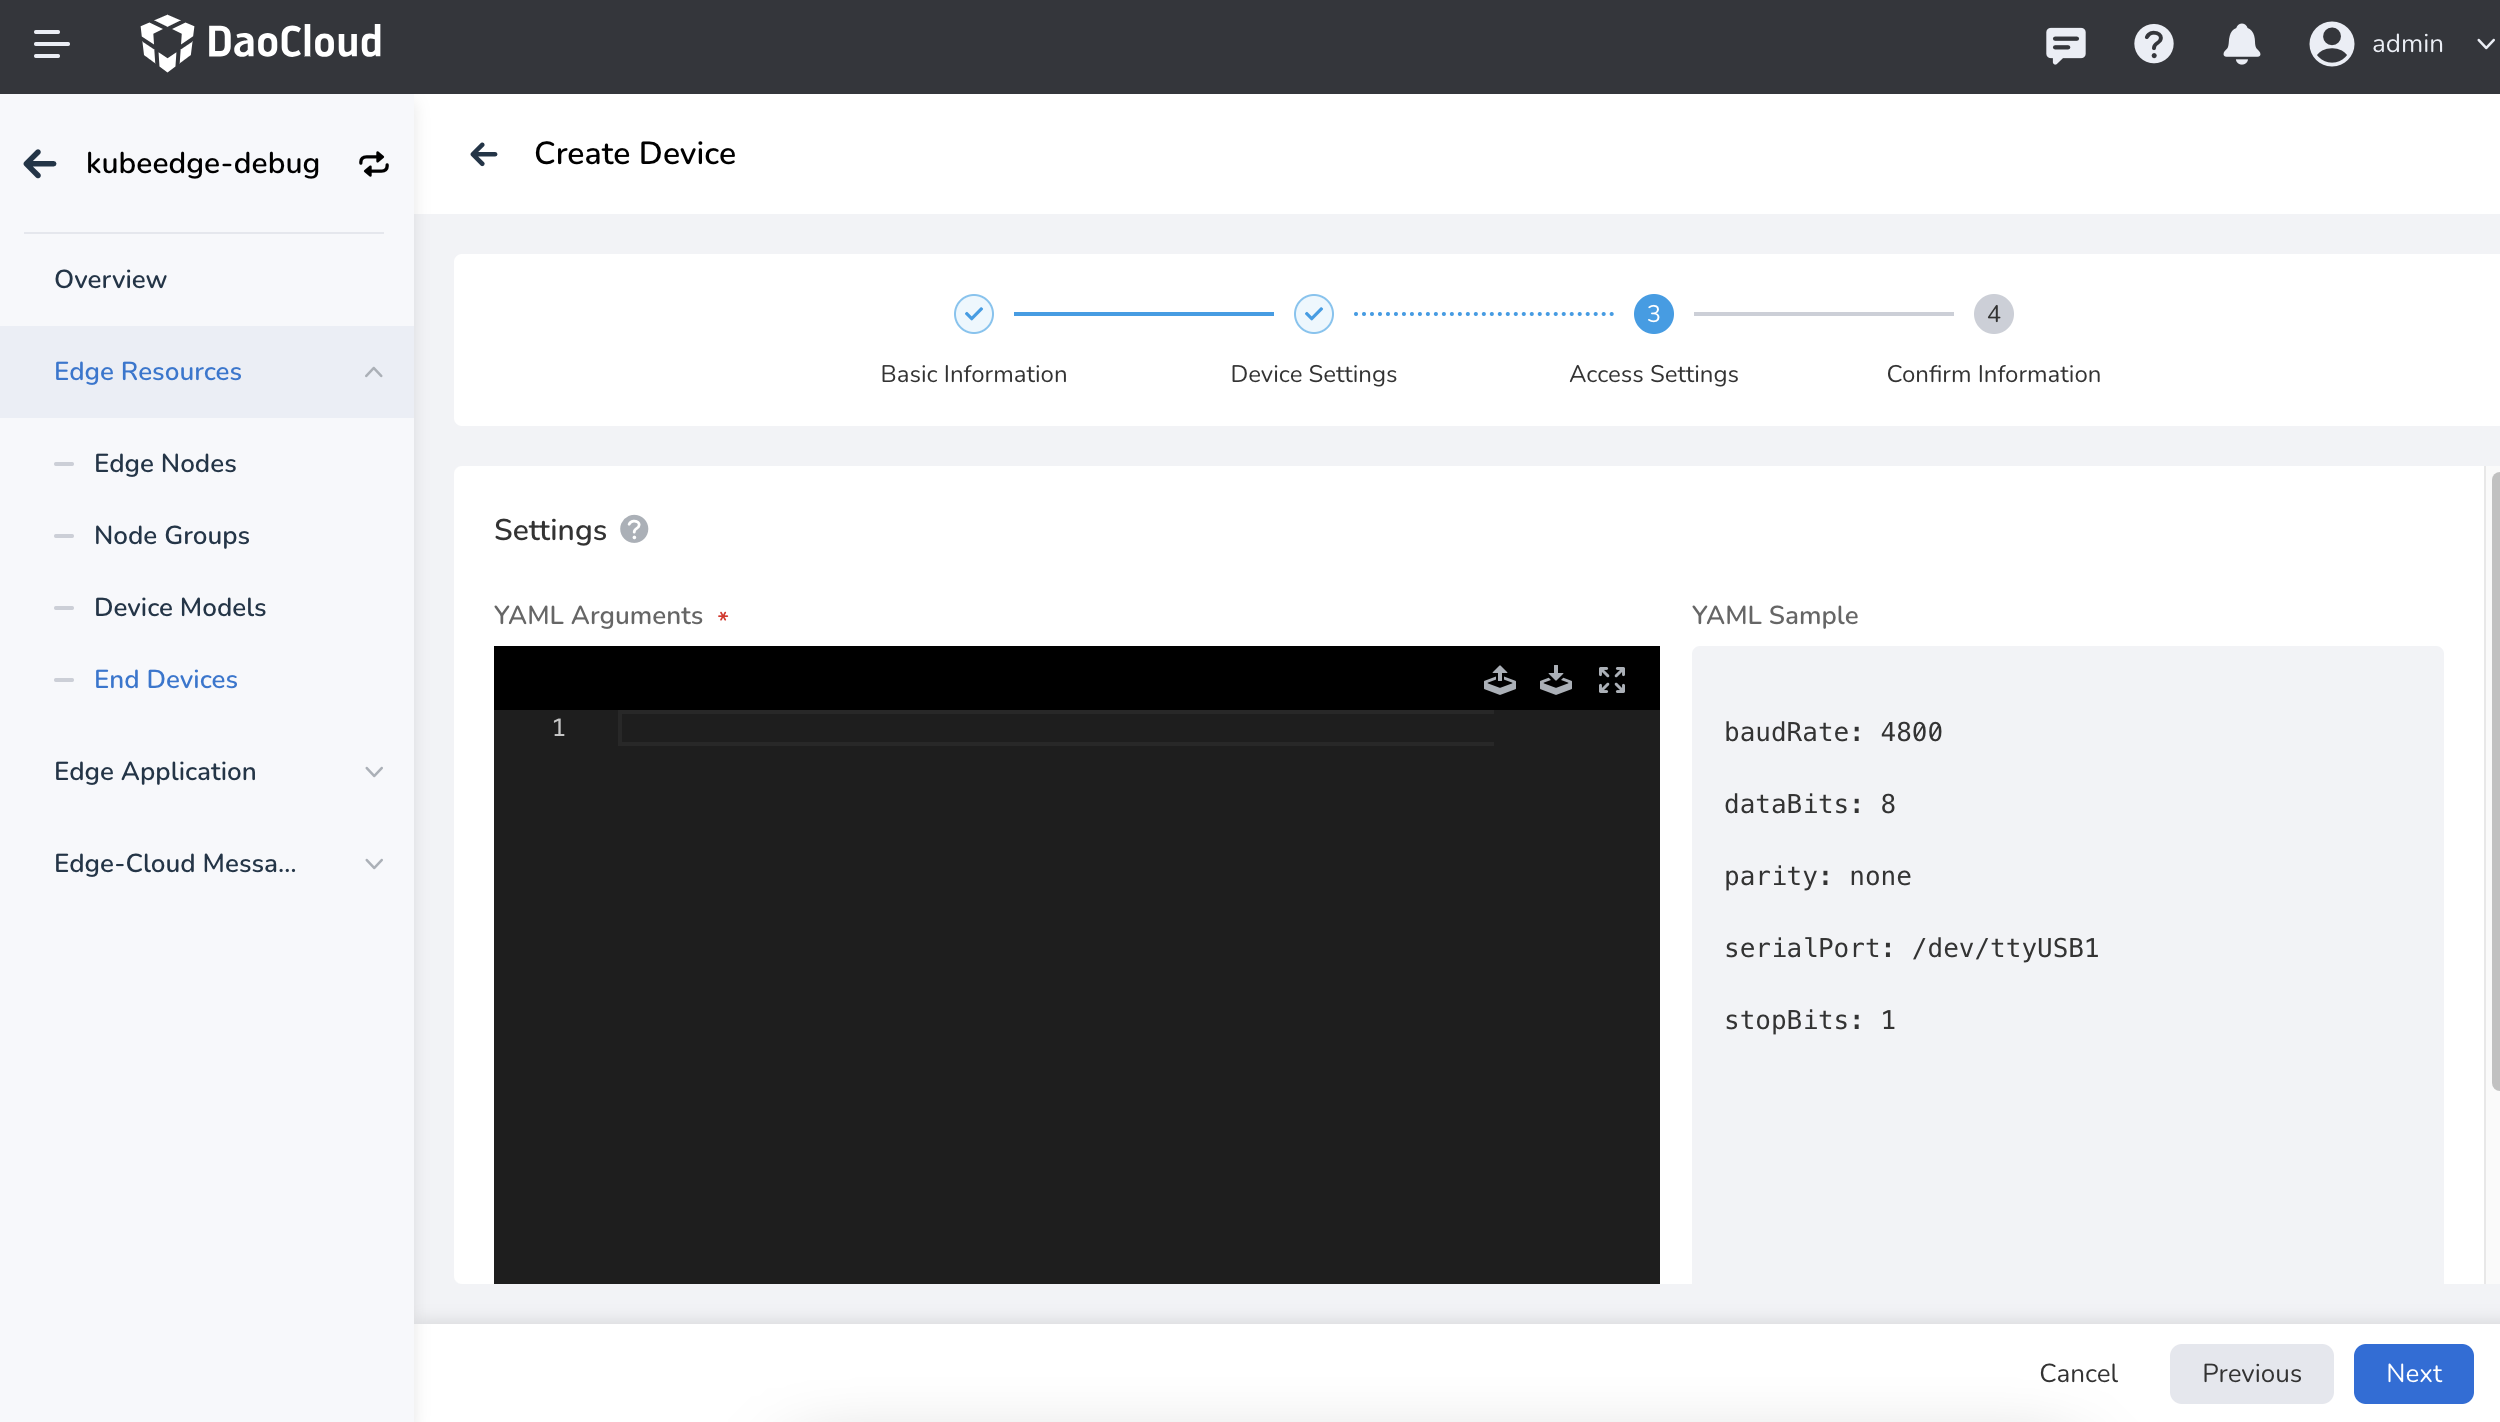 DaoCloud
admin
kubeedge-debug
Overview
Edge Resources
Edge Nodes
Node Groups
Device Models
End Devices
Edge Application
Edge-Cloud Messa...
Create Device
3
4
Basic Information
Device Settings
Access Settings
Confirm Information
Settings
YAML Arguments *
1
YAML Sample
baudRate: 4800
dataBits: 8
parity: none
serialPort: /dev/ttyUSB1
stopBits: 1
Cancel
Previous
Next